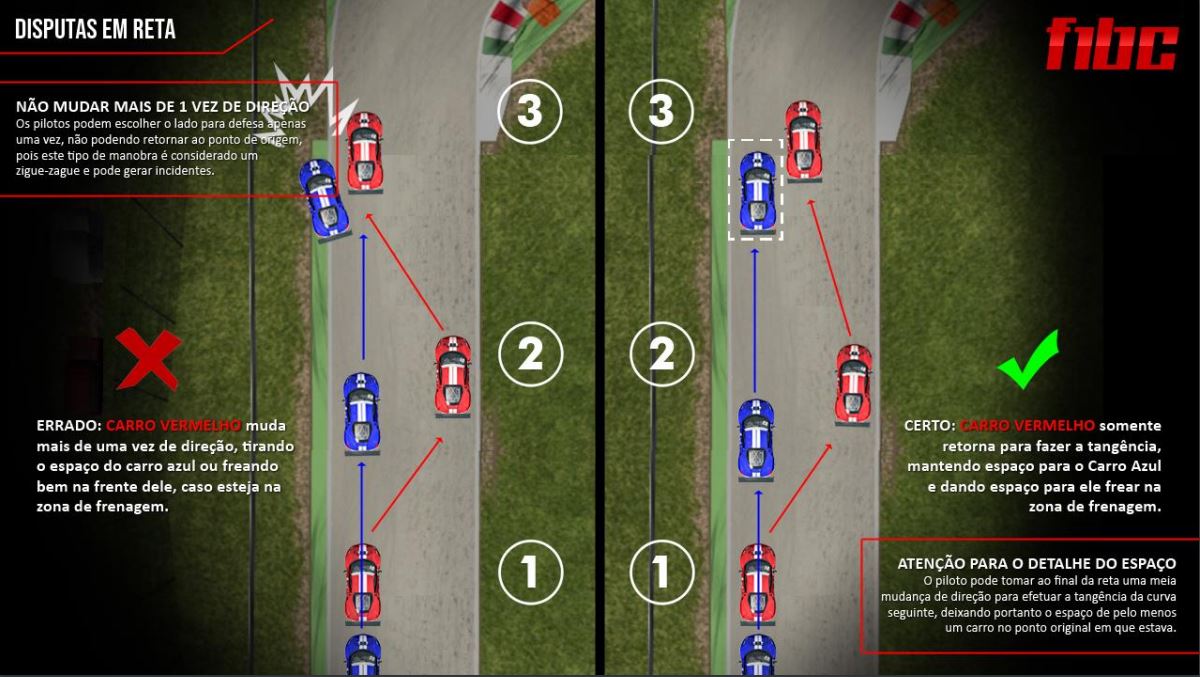 DISPUTAS EM RETA
NÃO MUDAR MAIS DE 1 VEZ DE DIREÇÃO
Os pilotos podem escolher o lado para defesa apenas
uma vez, não podendo retornar ao ponto de origem,
pois este tipo de manobra é considerado um
zigue-zague e pode gerar incidentes.
3
2
1
ERRADO: CARRO VERMELHO muda
mais de uma vez de direção, tirando
o espaço do carro azul ou freando
bem na frente dele, caso esteja na
zona de frenagem.
fibc
3
2
1
CERTO: CARRO VERMELHO somente
retorna para fazer a tangência,
mantendo espaço para o Carro Azul
e dando espaço para ele frear na
zona de frenagem.
ATENÇÃO PARA O DETALHE DO ESPAÇO
O piloto pode tomar ao final da reta uma meia
mudança de direção para efetuar a tangência da curva
seguinte, deixando portanto o espaço de pelo menos
um carro no ponto original em que estava.